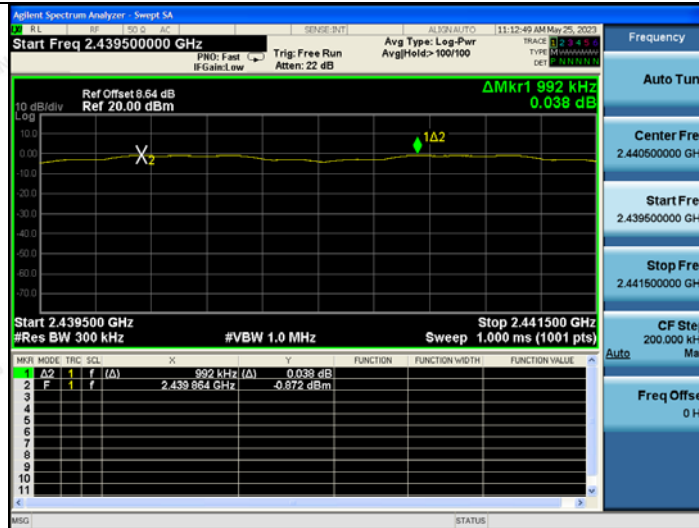 Agilent Spectrum Analyzer - Swept SA
RL RF 50 Ω AC SENSE:INT ALIGN AUTO 11:12:49 AM May 25, 2023
Start Freq 2.439500000 GHz
PNO: Fast
IFGain:Low
Trig: Free Run
Atten: 22 dB
Avg Type: Log-Pwr
Avg|Hold:> 100/100
TRACE 1 2 3 4 5 6
TYPE M W W W W W
DET P N N N N N
Ref Offset 8.64 dB
Ref 20.00 dBm
10 dB/div
Log
ΔMkr1 992 kHz
0.038 dB
10.0
0.00
-10.0
-20.0
-30.0
-40.0
-50.0
-60.0
-70.0
X2
1Δ2
Start 2.439500 GHz
Stop 2.441500 GHz
#Res BW 300 kHz
#VBW 1.0 MHz
Sweep 1.000 ms (1001 pts)
MKR MODE TRC SCL X Y FUNCTION FUNCTION WIDTH FUNCTION VALUE
1 Δ2 1 f (Δ) 992 kHz (Δ) 0.038 dB
2 F 1 f 2.439 864 GHz -0.872 dBm
3
4
5
6
7
8
9
10
11
MSG
STATUS
Frequency
Auto Tun
Center Fre
2.440500000 GH
Start Fre
2.439500000 GH
Stop Fre
2.441500000 GH
CF Ste
200.000 kH
Auto Ma
Freq Offse
0 H